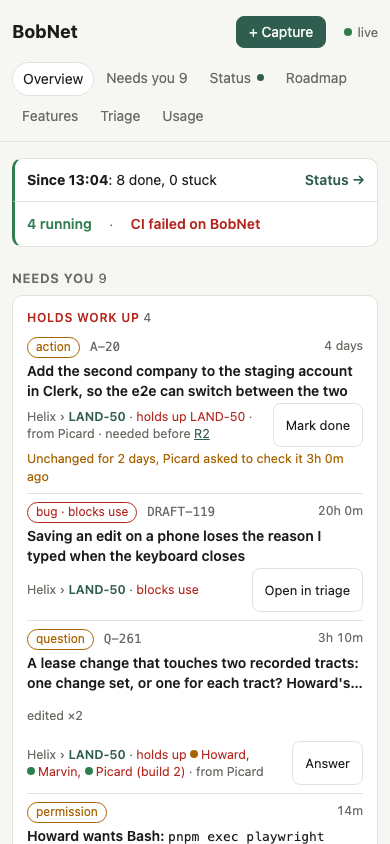 BobNet
+ Capture
live
Overview
Needs you 9
Status
Roadmap
Features
Triage
Usage
Since 13:04: 8 done, 0 stuck
Status →
4 running · CI failed on BobNet
NEEDS YOU 9
HOLDS WORK UP 4
action A-20 4 days
Add the second company to the staging account
in Clerk, so the e2e can switch between the two
Helix › LAND-50 · holds up LAND-50 ·
from Picard · needed before R2
Mark done
Unchanged for 2 days, Picard asked to check it 3h 0m
ago
bug · blocks use DRAFT-119 20h 0m
Saving an edit on a phone loses the reason I
typed when the keyboard closes
Helix › LAND-50 · blocks use
Open in triage
question Q-261 3h 10m
A lease change that touches two recorded tracts:
one change set, or one for each tract? Howard's...
edited ×2
Helix › LAND-50 · holds up Howard,
Marvin, Picard (build 2) · from Picard
Answer
permission 14m
Howard wants Bash: pnpm exec playwright